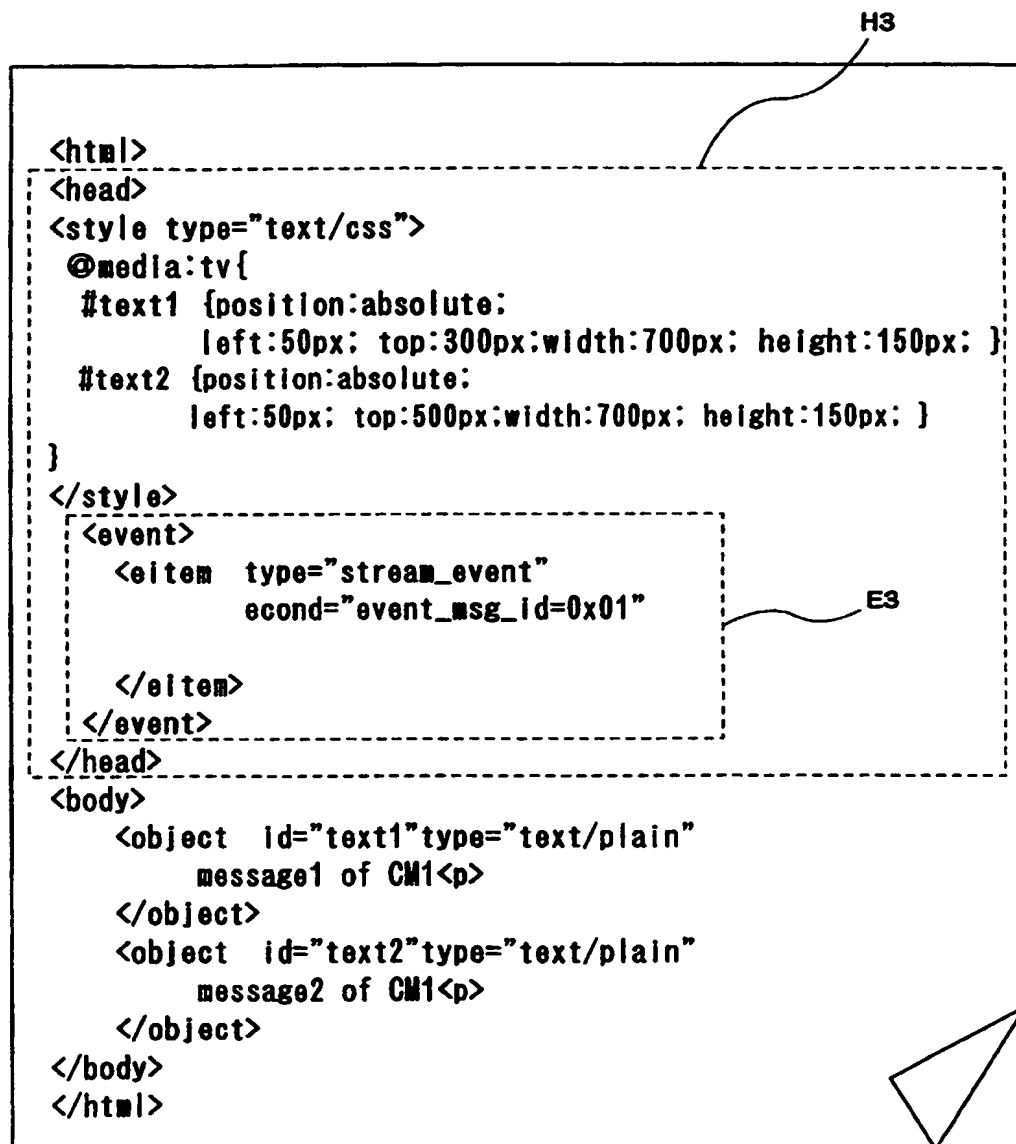 H3
<html>
<head>
<style type="text/css">
@media:tv{
#text1 {position:absolute;
left:50px; top:300px;width:700px; height:150px; }
#text2 {position:absolute;
left:50px; top:500px;width:700px; height:150px; }
}
</style>
<event>
<eitem type="stream_event"
econd="event_msg_id=0x01"
E3
</eitem>
</event>
</head>
<body>
<object id="text1"type="text/plain"
message1 of CM1<p>
</object>
<object id="text2"type="text/plain"
message2 of CM1<p>
</object>
</body>
</html>